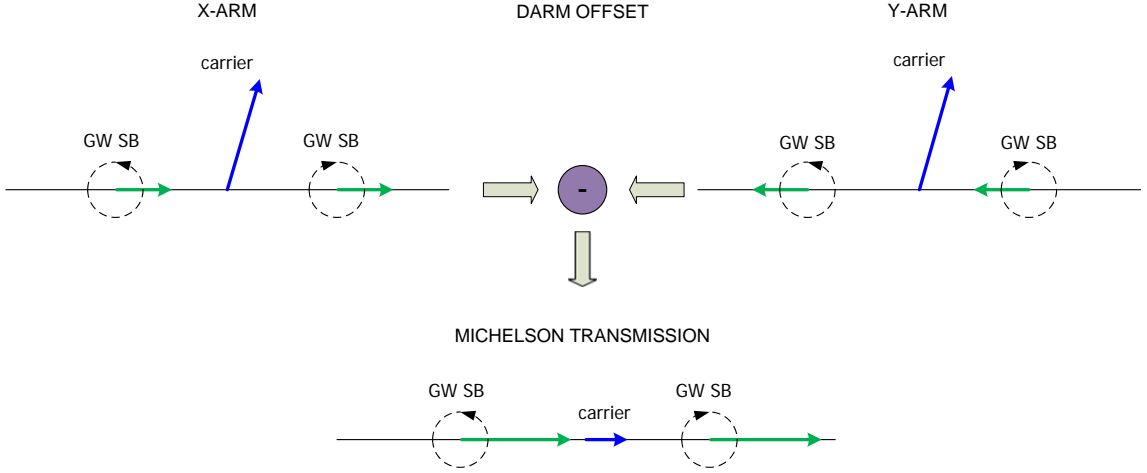 X-ARM
DARM OFFSET
Y-ARM
carrier
carrier
GW SB
GW SB
GW SB
GW SB
-
MICHELSON TRANSMISSION
GW SB
carrier
GW SB